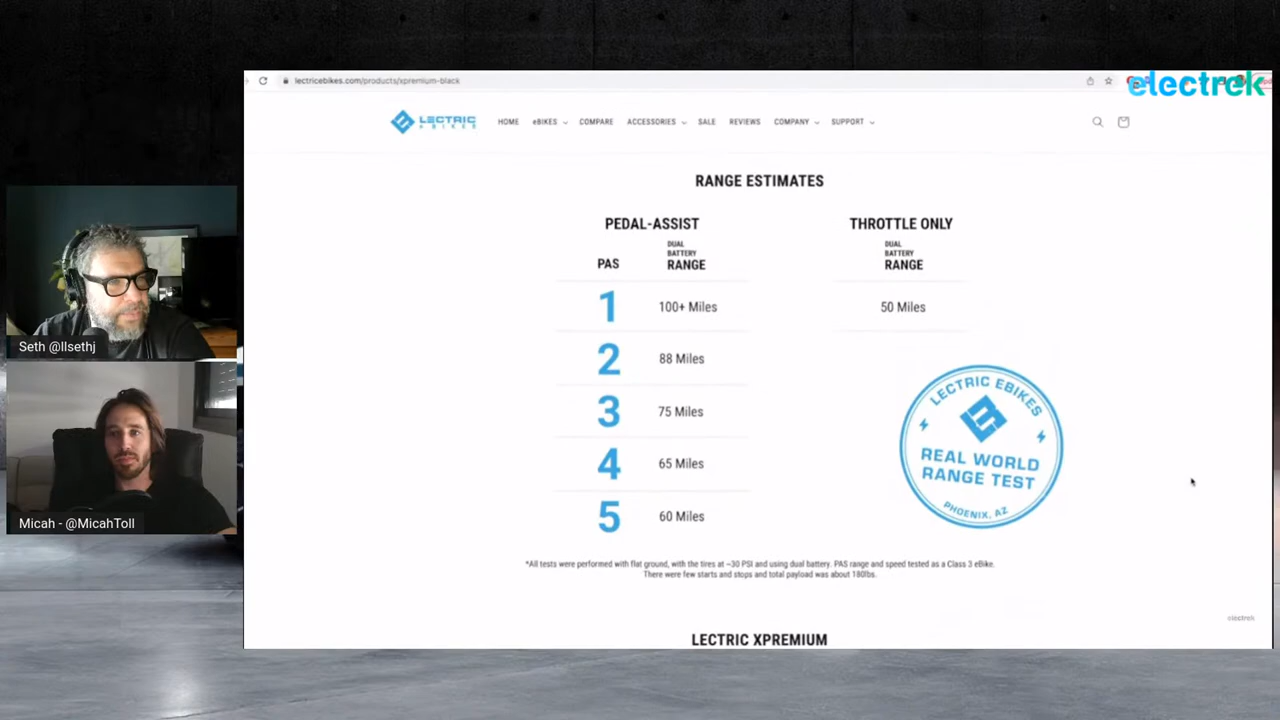 lectricebikes.com/products/xpremium-black
electrek
LECTRIC
eBIKES
HOME
eBIKES
COMPARE
ACCESSORIES
SALE
REVIEWS
COMPANY
SUPPORT
RANGE ESTIMATES
PEDAL-ASSIST
THROTTLE ONLY
PAS
DUAL
BATTERY
RANGE
DUAL
BATTERY
RANGE
1 100+ Miles
50 Miles
2 88 Miles
3 75 Miles
4 65 Miles
5 60 Miles
LECTRIC EBIKES
REAL WORLD
RANGE TEST
PHOENIX, AZ
*All tests were performed with flat ground, with the tires at ~30 PSI and using dual battery. PAS range and speed tested as a Class 3 eBike.
There were few starts and stops and total payload was about 180lbs.
electrek
LECTRIC XPREMIUM
Seth @llsethj
Micah - @MicahToll